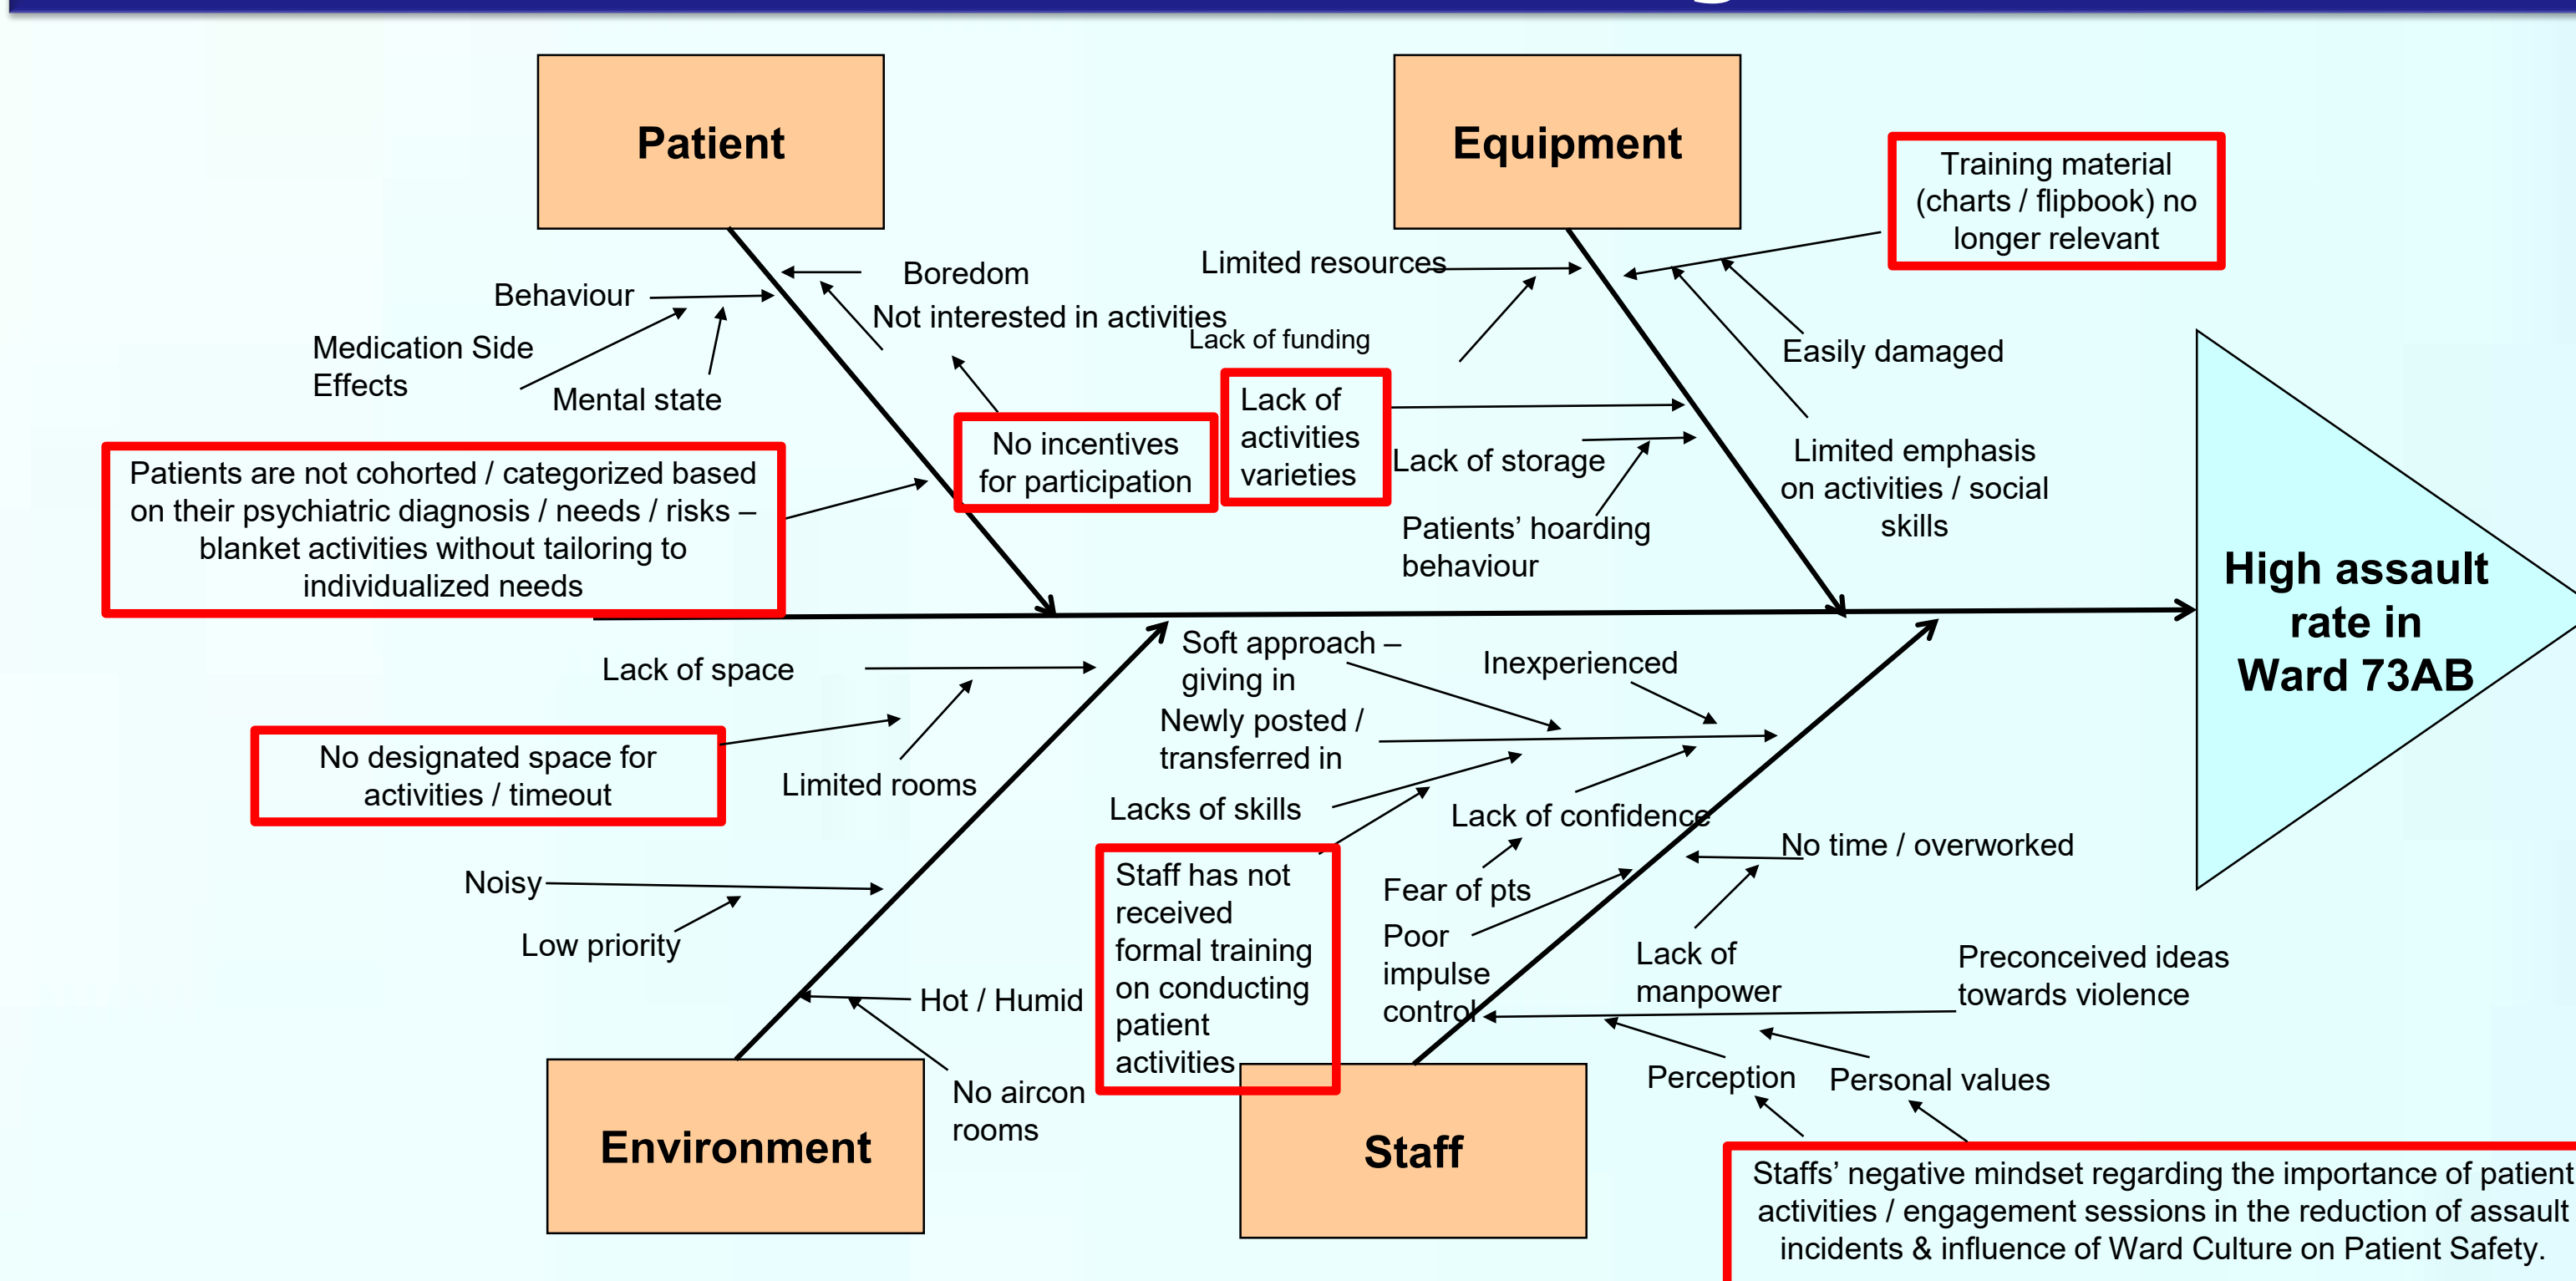 Patient
Equipment
Training material
(charts / flipbook) no
longer relevant
Limited resources
Boredom
Behaviour
Not interested in activities
Lack of funding
Medication Side
Effects
Mental state
Easily damaged
Lack of
activities
varieties
No incentives
for participation
Lack of storage
Limited emphasis
on activities / social
skills
Patients are not cohorted / categorized based
on their psychiatric diagnosis / needs / risks –
blanket activities without tailoring to
individualized needs
Patients’ hoarding
behaviour
High assault
rate in
Ward 73AB
Soft approach –
giving in
Inexperienced
Lack of space
Newly posted /
transferred in
No designated space for
activities / timeout
Limited rooms
Lacks of skills
Lack of confidence
No time / overworked
Noisy
Staff has not
received
formal training
on conducting
patient
activities
Fear of pts
Low priority
Poor
impulse
control
Lack of
manpower
Preconceived ideas
towards violence
Hot / Humid
No aircon
rooms
Perception
Personal values
Environment
Staff
Staffs’ negative mindset regarding the importance of patient
activities / engagement sessions in the reduction of assault
incidents & influence of Ward Culture on Patient Safety.